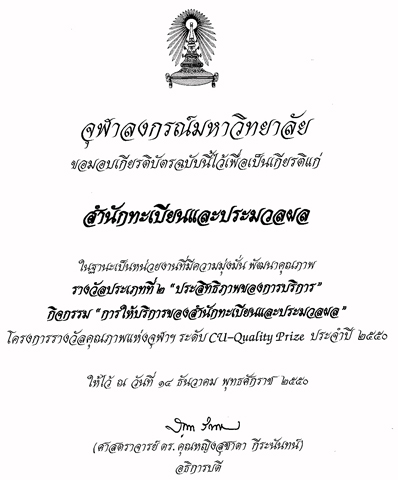 จุฬาลงกรณ์มหาวิทยาลัย
ขอมอบเกียรติบัตรฉบับนี้ไว้เพื่อเป็นเกียรติแก่
สำนักทะเบียนและประมวลผล
ในฐานะเป็นหน่วยงานที่มีความมุ่งมั่น พัฒนาคุณภาพ
รางวัลประเภทที่ ๒ “ประสิทธิภาพของการบริการ”
กิจกรรม “การให้บริการของสำนักทะเบียนและประมวลผล”
โครงการรางวัลคุณภาพแห่งจุฬาฯ ระดับ CU-Quality Prize ประจำปี ๒๕๕๐
ให้ไว้ ณ วันที่ ๑๔ ธันวาคม พุทธศักราช ๒๕๕๐
(ศาสตราจารย์ ดร. คุณหญิงสุชาดา กีระนันทน์)
อธิการบดี